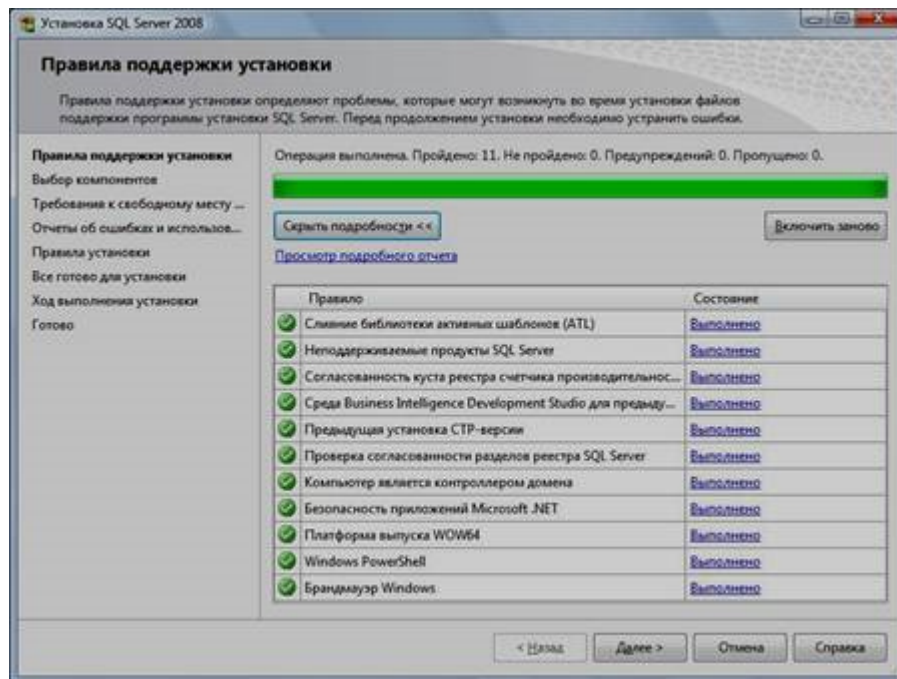 Установка SQL Server 2008
Правила поддержки установки
Правила поддержки установки определяют проблемы, которые могут возникнуть во время установки файлов
поддержки программы установки SQL Server. Перед продолжением установки необходимо устранить ошибки.
Правила поддержки установки
Выбор компонентов
Требования к свободному месту ...
Отчеты об ошибках и использов...
Правила установки
Все готово для установки
Ход выполнения установки
Готово
Операция выполнена. Пройдено: 11. Не пройдено: 0. Предупреждений: 0. Пропущено: 0.
Скрыть подробности <<
Включить заново
Просмотр подробного отчета
Правило Состояние
Слияние библиотеки активных шаблонов (ATL) Выполнено
Неподдерживаемые продукты SQL Server Выполнено
Согласованность куста реестра счетчика производительнос... Выполнено
Среда Business Intelligence Development Studio для предыду... Выполнено
Предыдущая установка CTP-версии Выполнено
Проверка согласованности разделов реестра SQL Server Выполнено
Компьютер является контроллером домена Выполнено
Безопасность приложений Microsoft .NET Выполнено
Платформа выпуска WOW64 Выполнено
Windows PowerShell Выполнено
Брандмауэр Windows Выполнено
< Назад Далее > Отмена Справка